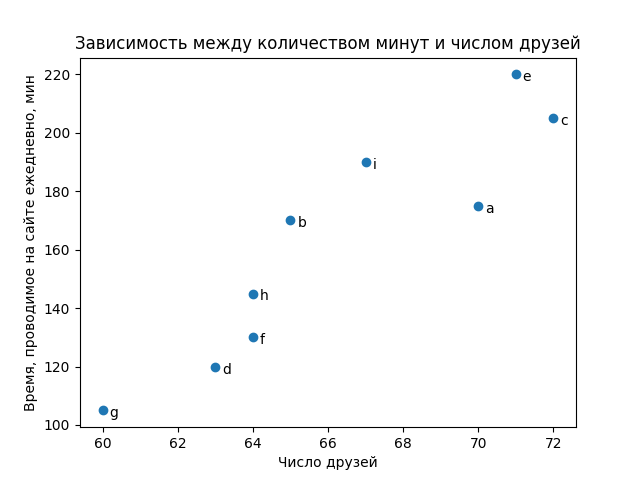 Зависимость между количеством минут и числом друзей
Время, проводимое на сайте ежедневно, мин
220
200
180
160
140
120
100
e
c
i
a
b
h
f
d
g
60 62 64 66 68 70 72
Число друзей